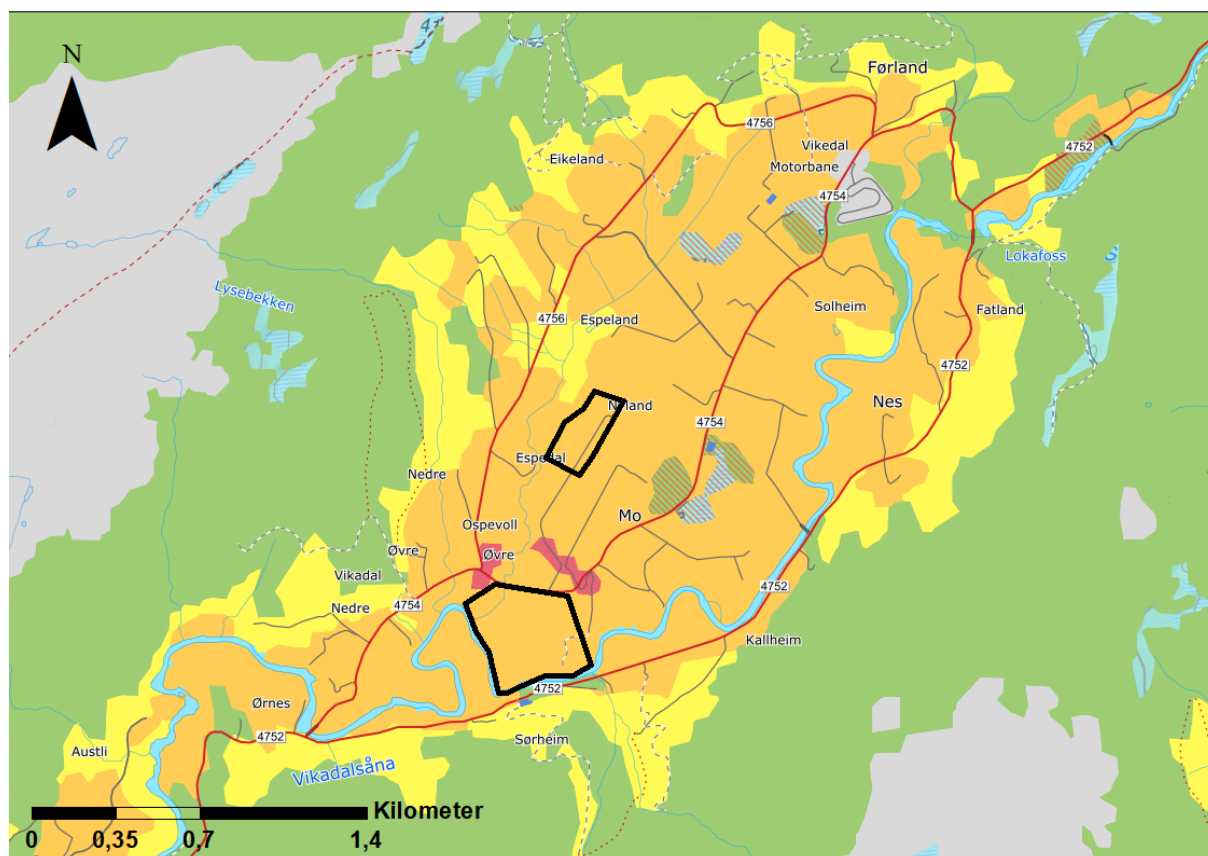 N
41
Førland
4756
Vikedal
Motorbane
4752
Eikeland
4754
Lokafoss
Lysebekken
Espeland
4756
Solheim
Fatland
4752
Nes
4754
Espedal
Nedre
Mo
Ospevoll
Øvre
Øvre
Vikadal
4752
Nedre
4754
Kallheim
4752
Ørnes
Sørheim
4752
Austli
Vikadalsåna
Kilometer
0 0,35 0,7 1,4